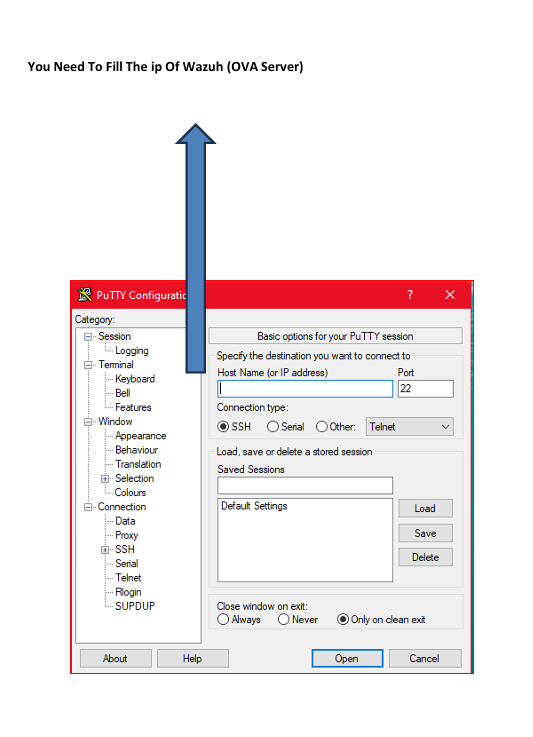 You Need To Fill The ip Of Wazuh (OVA Server)
PuTTY Configuratio
?
Category:
Session
Logging
Terminal
Keyboard
Bell
Features
Window
Appearance
Behaviour
Translation
Selection
Colours
Connection
Data
Proxy
SSH
Serial
Telnet
Rlogin
SUPDUP
Basic options for your PuTTY session
Specify the destination you want to connect to
Host Name (or IP address) Port
22
Connection type:
SSH Serial Other: Telnet
Load, save or delete a stored session
Saved Sessions
Default Settings
Load
Save
Delete
Close window on exit:
Always Never Only on clean exit
About Help Open Cancel